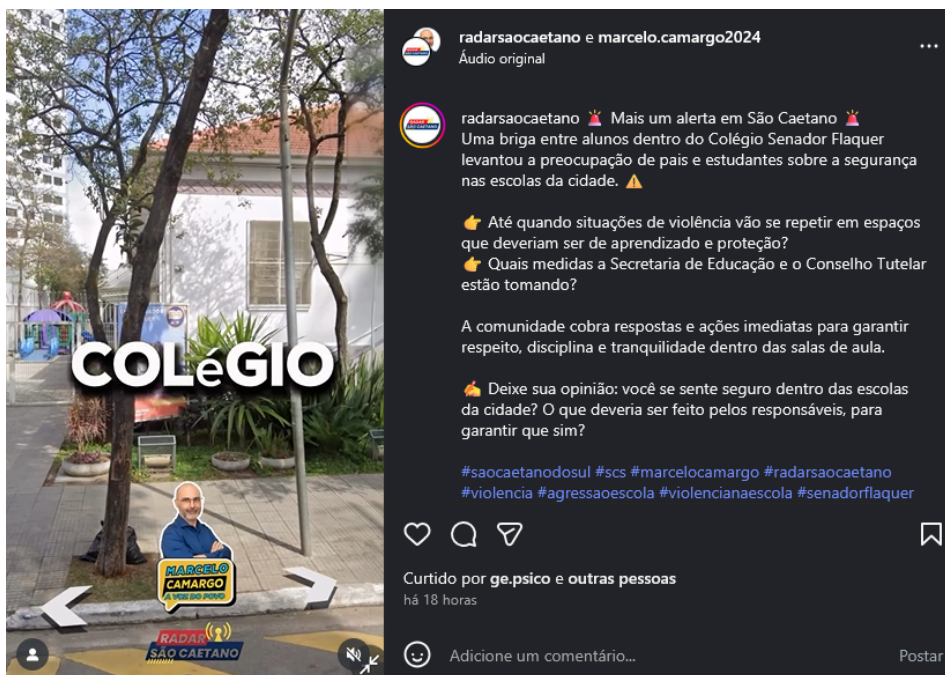 COLéGIO
MARCELO
CAMARGO
A VOZ DO POVO
RADAR
SÃO CAETANO
radarsaocaetano e marcelo.camargo2024
Áudio original
radarsaocaetano 🚨 Mais um alerta em São Caetano 🚨
Uma briga entre alunos dentro do Colégio Senador Flaquer
levantou a preocupação de pais e estudantes sobre a segurança
nas escolas da cidade. ⚠️
👉 Até quando situações de violência vão se repetir em espaços
que deveriam ser de aprendizado e proteção?
👉 Quais medidas a Secretaria de Educação e o Conselho Tutelar
estão tomando?
A comunidade cobra respostas e ações imediatas para garantir
respeito, disciplina e tranquilidade dentro das salas de aula.
✍️ Deixe sua opinião: você se sente seguro dentro das escolas
da cidade? O que deveria ser feito pelos responsáveis, para
garantir que sim?
#saocaetanodosul #scs #marcelocamargo #radarsaocaetano
#violencia #agressaoescola #violencianaescola #senadorflaquer
Curtido por ge.psico e outras pessoas
há 18 horas
Adicione um comentário...
Postar